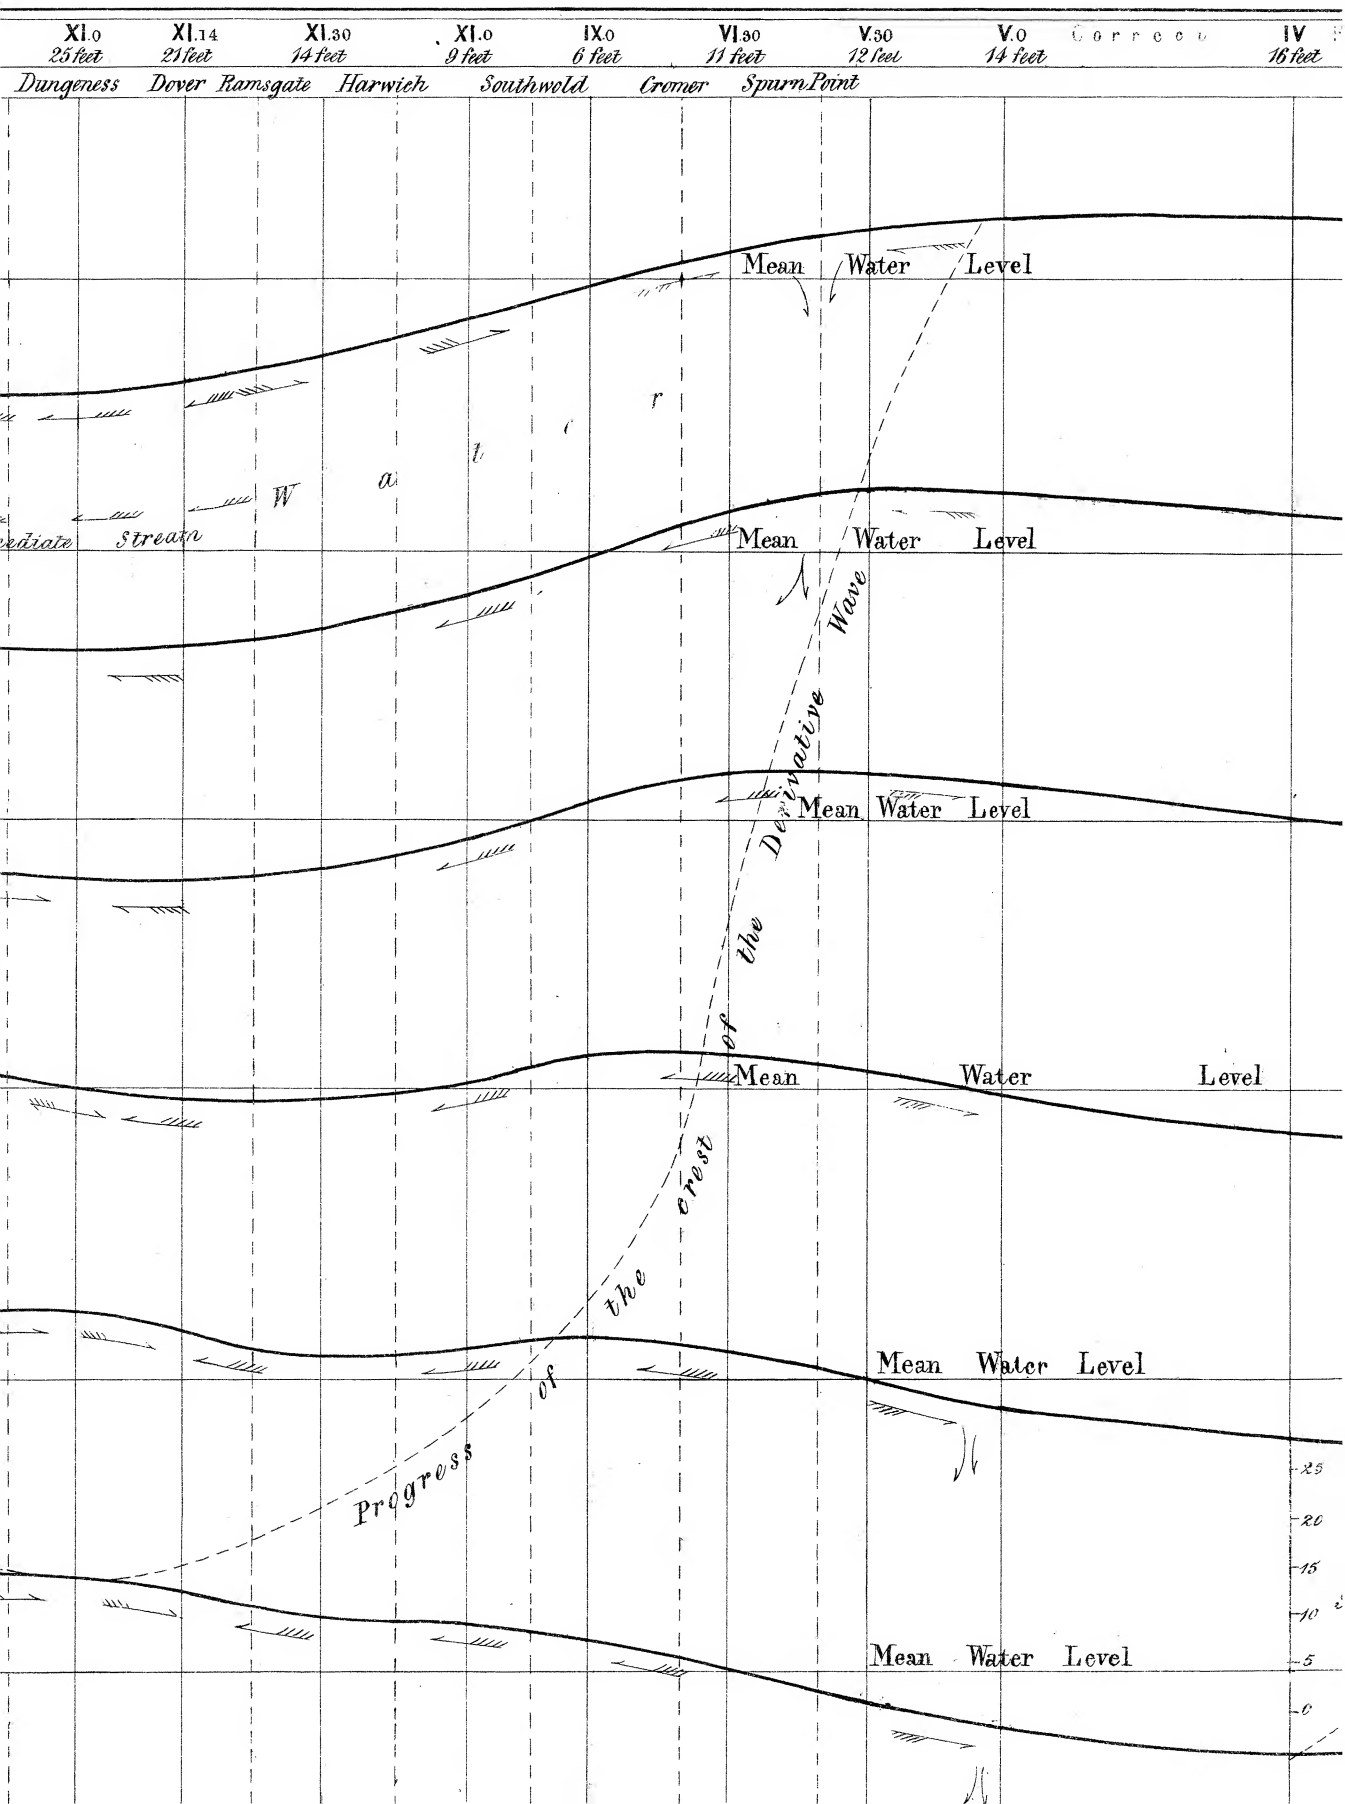 XI.0 XI.14 XI.30 XI.0 IX.0 VI.30 V.30 V.0 IV
25 feet 21 feet 14 feet 9 feet 6 feet 11 feet 12 feet 14 feet 16 feet
Dungeness Dover Ramsgate Harwich Southwold Cromer Spurn Point
Mean Water Level
Water
Stream
Mean Water Level
Mean Water Level
Mean Water Level
Mean Water Level
Progress of the crest of the Derivative Wave
25
20
15
10
Mean Water Level
5
0